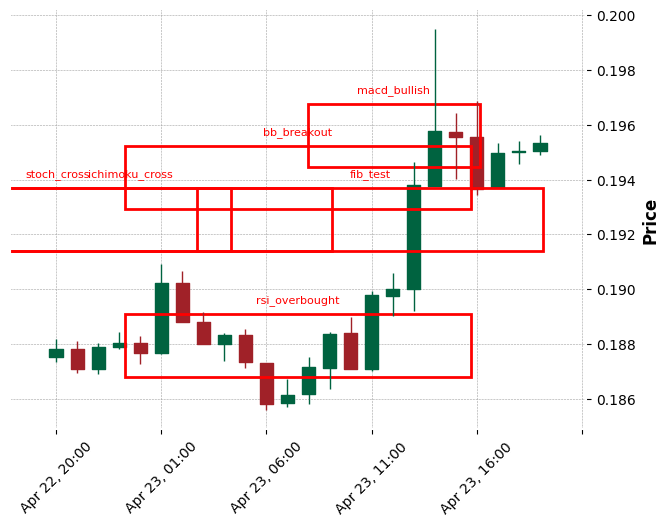 0.200
0.198
macd_bullish
0.196
bb_breakout
stoch_crossichimoku_cross
fib_test
0.194
0.192
Price
0.190
rsi_overbought
0.188
0.186
Apr 22, 20:00
Apr 23, 01:00
Apr 23, 06:00
Apr 23, 11:00
Apr 23, 16:00